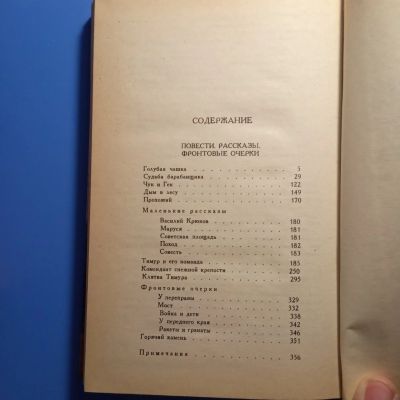 СОДЕРЖАНИЕ
ПОВЕСТИ, РАССКАЗЫ,
ФРОНТОВЫЕ ОЧЕРКИ
Голубая чашка . . . . . . . . . . 5
Судьба барабанщика . . . . . . . . . . 29
Чук и Гек . . . . . . . . . . 122
Дым в лесу . . . . . . . . . . 149
Прохожий . . . . . . . . . . 170
Маленькие рассказы
Василий Крюков . . . . . . . . . . 180
Маруся . . . . . . . . . . 181
Советская площадь . . . . . . . . . . 181
Поход . . . . . . . . . . 182
Совесть . . . . . . . . . . 183
Тимур и его команда . . . . . . . . . . 185
Комендант снежной крепости . . . . . . . . . . 250
Клятва Тимура . . . . . . . . . . 295
Фронтовые очерки
У переправы . . . . . . . . . . 329
Мост . . . . . . . . . . 332
Война и дети . . . . . . . . . . 338
У переднего края . . . . . . . . . . 342
Ракеты и гранаты . . . . . . . . . . 346
Горячий камень . . . . . . . . . . 351
Примечания . . . . . . . . . . 356